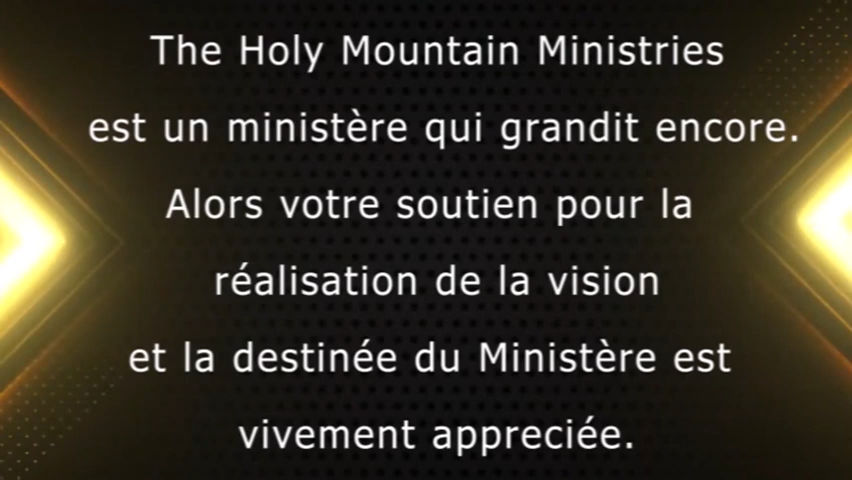 The Holy Mountain Ministries
est un ministère qui grandit encore.
Alors votre soutien pour la
réalisation de la vision
et la destinée du Ministère est
vivement appreciée.